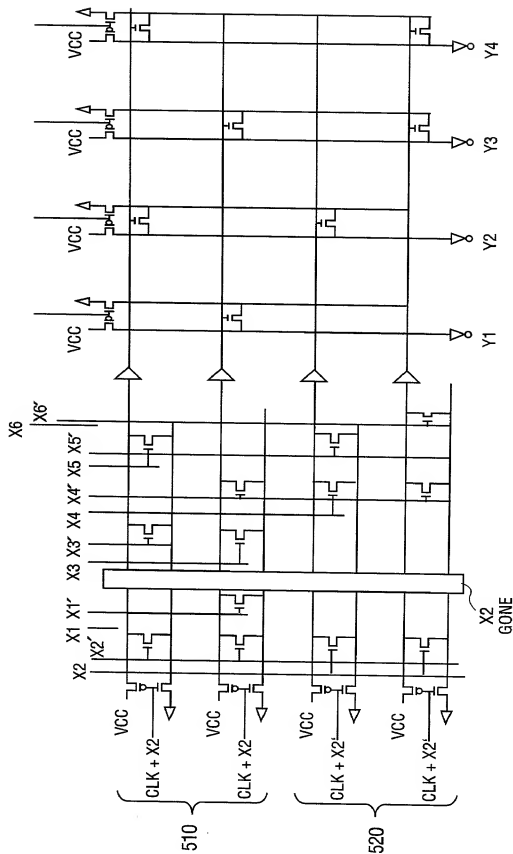 X2
X2'
X1
X1'
X3
X3'
X4
X4'
X5
X5'
X6
X6'
VCC
VCC
VCC
VCC
510
VCC
CLK + X2
VCC
CLK + X2
520
VCC
CLK + X2'
VCC
CLK + X2'
X2
GONE
Y1
Y2
Y3
Y4